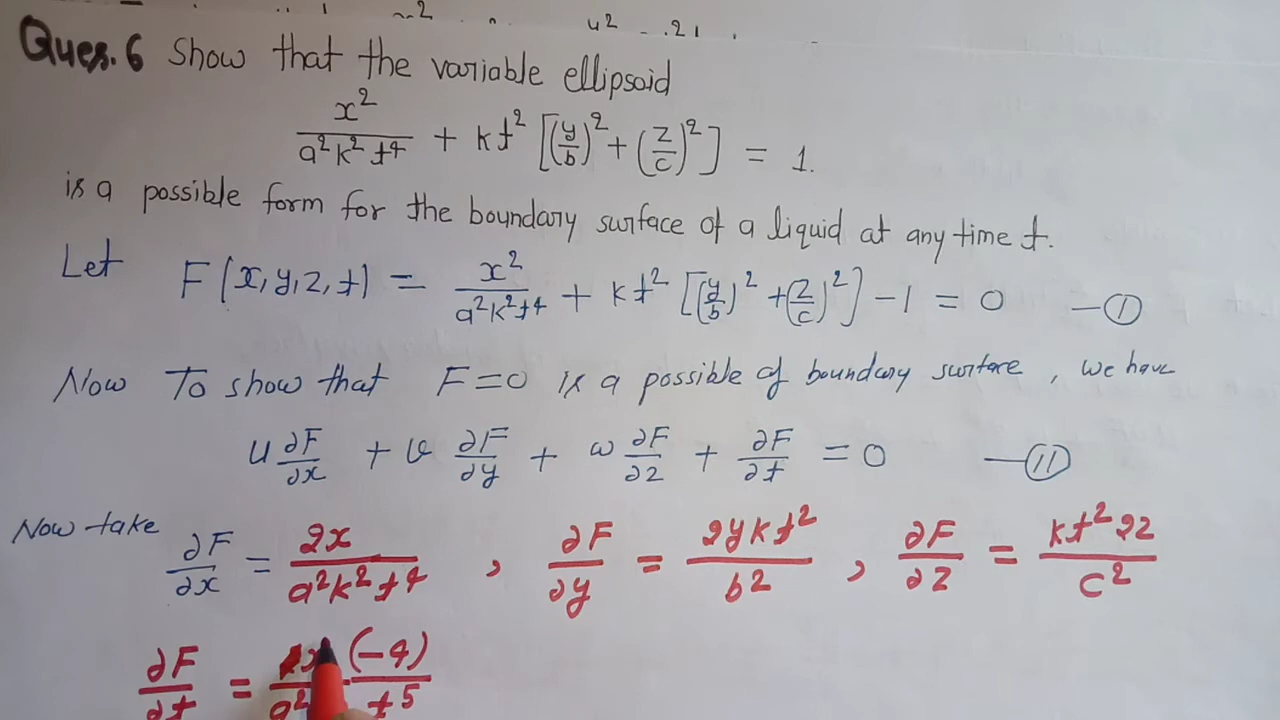 Ques.6 Show that the variable ellipsoid
x²/(a²k²t⁴) + kt² [(y/b)² + (z/c)²] = 1.
is a possible form for the boundary surface of a liquid at any time t.
Let F(x,y,z,t) = x²/(a²k²t⁴) + kt² [(y/b)² + (z/c)²] - 1 = 0 —Ⓘ
Now To show that F=0 is a possible of boundary surface, we have
u ∂F/∂x + v ∂F/∂y + w ∂F/∂z + ∂F/∂t = 0 —Ⓘⓘ
Now take ∂F/∂x = 2x/(a²k²t⁴) , ∂F/∂y = 2ykt²/b² , ∂F/∂z = kt²2z/c²
∂F/∂t = (-4)/t⁵